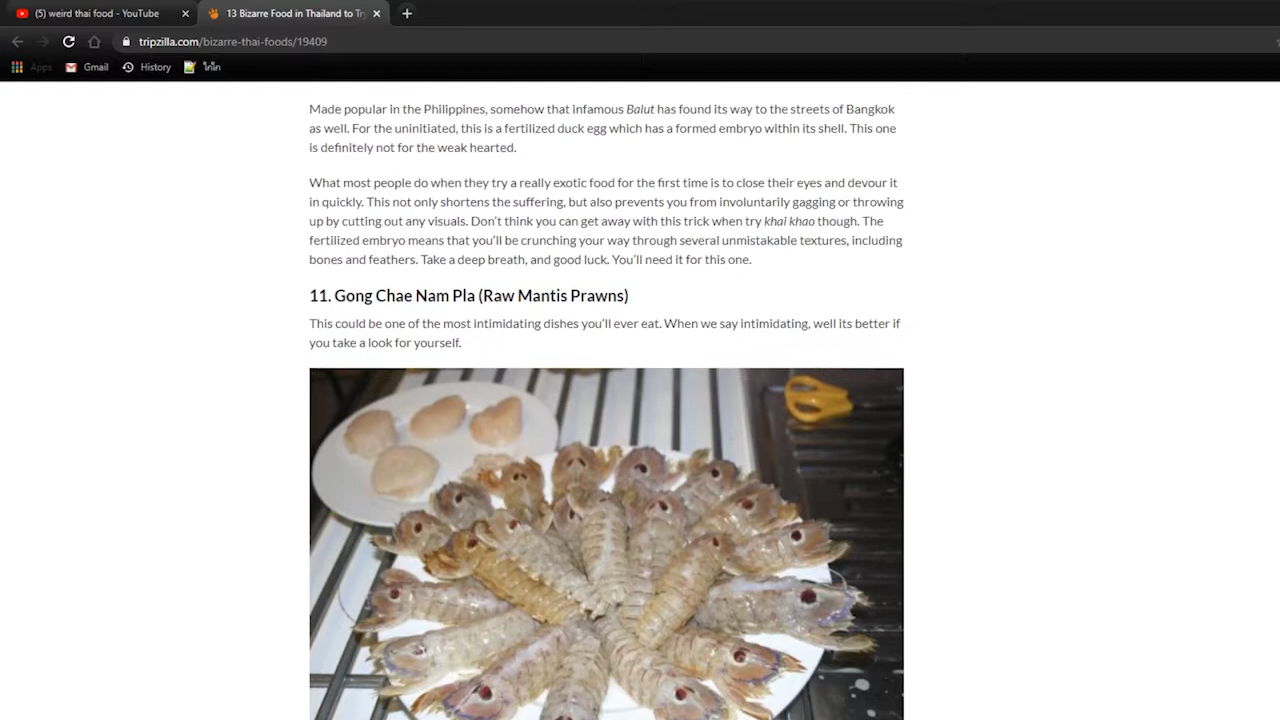 (5) weird thai food - YouTube
13 Bizarre Food in Thailand to Tr
tripzilla.com/bizarre-thai-foods/19409
Apps Gmail History ไก่ก
Made popular in the Philippines, somehow that infamous Balut has found its way to the streets of Bangkok
as well. For the uninitiated, this is a fertilized duck egg which has a formed embryo within its shell. This one
is definitely not for the weak hearted.
What most people do when they try a really exotic food for the first time is to close their eyes and devour it
in quickly. This not only shortens the suffering, but also prevents you from involuntarily gagging or throwing
up by cutting out any visuals. Don't think you can get away with this trick when try khai khao though. The
fertilized embryo means that you'll be crunching your way through several unmistakable textures, including
bones and feathers. Take a deep breath, and good luck. You'll need it for this one.
11. Gong Chae Nam Pla (Raw Mantis Prawns)
This could be one of the most intimidating dishes you'll ever eat. When we say intimidating, well its better if
you take a look for yourself.